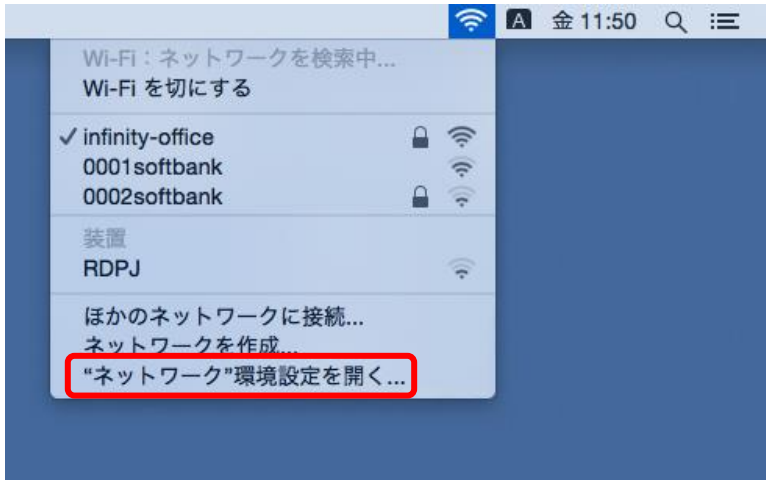 金 11:50
Wi-Fi：ネットワークを検索中...
Wi-Fi を切にする
infinity-office
0001softbank
0002softbank
装置
RDPJ
ほかのネットワークに接続...
ネットワークを作成...
“ネットワーク”環境設定を開く...